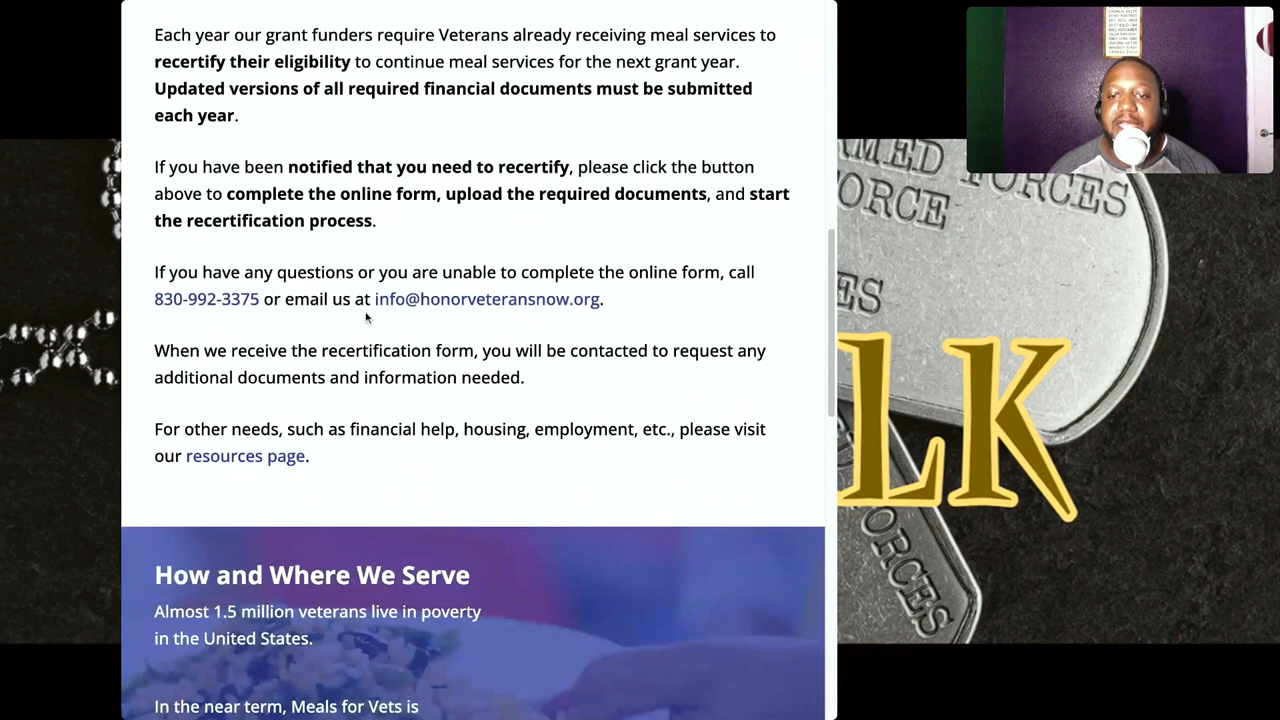 Each year our grant funders require Veterans already receiving meal services to
recertify their eligibility to continue meal services for the next grant year.
Updated versions of all required financial documents must be submitted
each year.
If you have been notified that you need to recertify, please click the button
above to complete the online form, upload the required documents, and start
the recertification process.
If you have any questions or you are unable to complete the online form, call
830-992-3375 or email us at info@honorveteransnow.org.
When we receive the recertification form, you will be contacted to request any
additional documents and information needed.
For other needs, such as financial help, housing, employment, etc., please visit
our resources page.
How and Where We Serve
Almost 1.5 million veterans live in poverty
in the United States.
In the near term, Meals for Vets is
ARMED FORCES
FORCE
ES
LK
FORCES